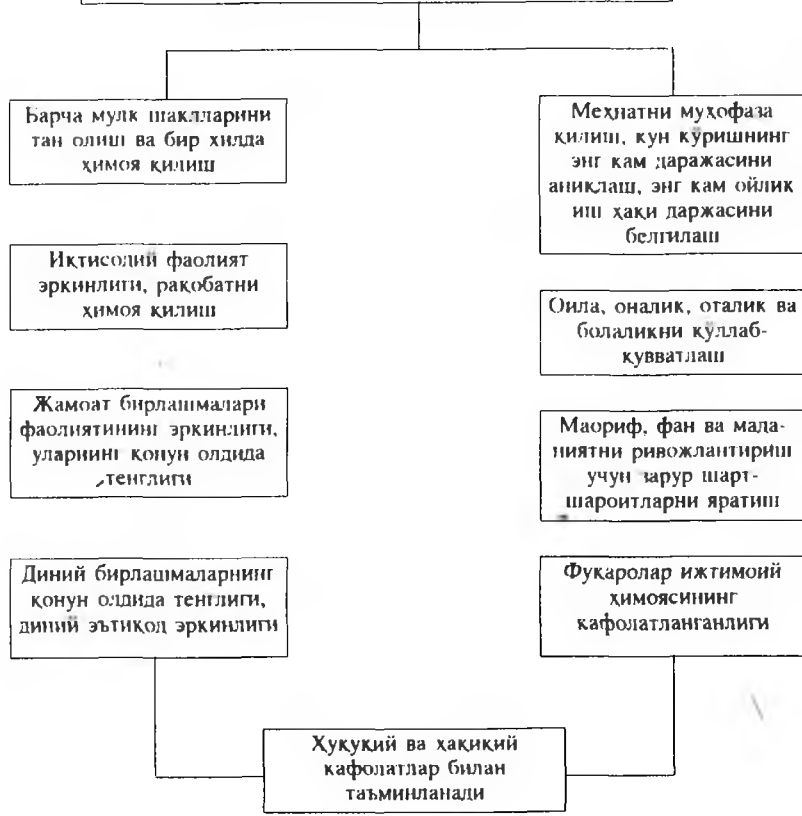 Барча мулк шаклларини
тан олиш ва бир хилда
ҳимоя қилиш
Иқтисодий фаолият
эркинлиги, рақобатни
ҳимоя қилиш
Жамоат бирлашмалари
фаолиятининг эркинлиги,
уларнинг қонун олдида
тенглиги
Диний бирлашмаларнинг
қонун олдида тенглиги,
диний эътиқод эркинлиги
Меҳнатни муҳофаза
қилиш, кун кўришнинг
энг кам даражасини
аниқлаш, энг кам ойлик
иш ҳақи даржасини
белгилаш
Оила, оналик, оталик ва
болаликни қўллаб-
қувватлаш
Маориф, фан ва мада-
ниятни ривожлантириш
учун зарур шарт-
шароитларни яратиш
Фуқаролар ижтимоий
ҳимоясининг
кафолатланганлиги
Ҳуқуқий ва ҳақиқий
кафолатлар билан
таъминланади